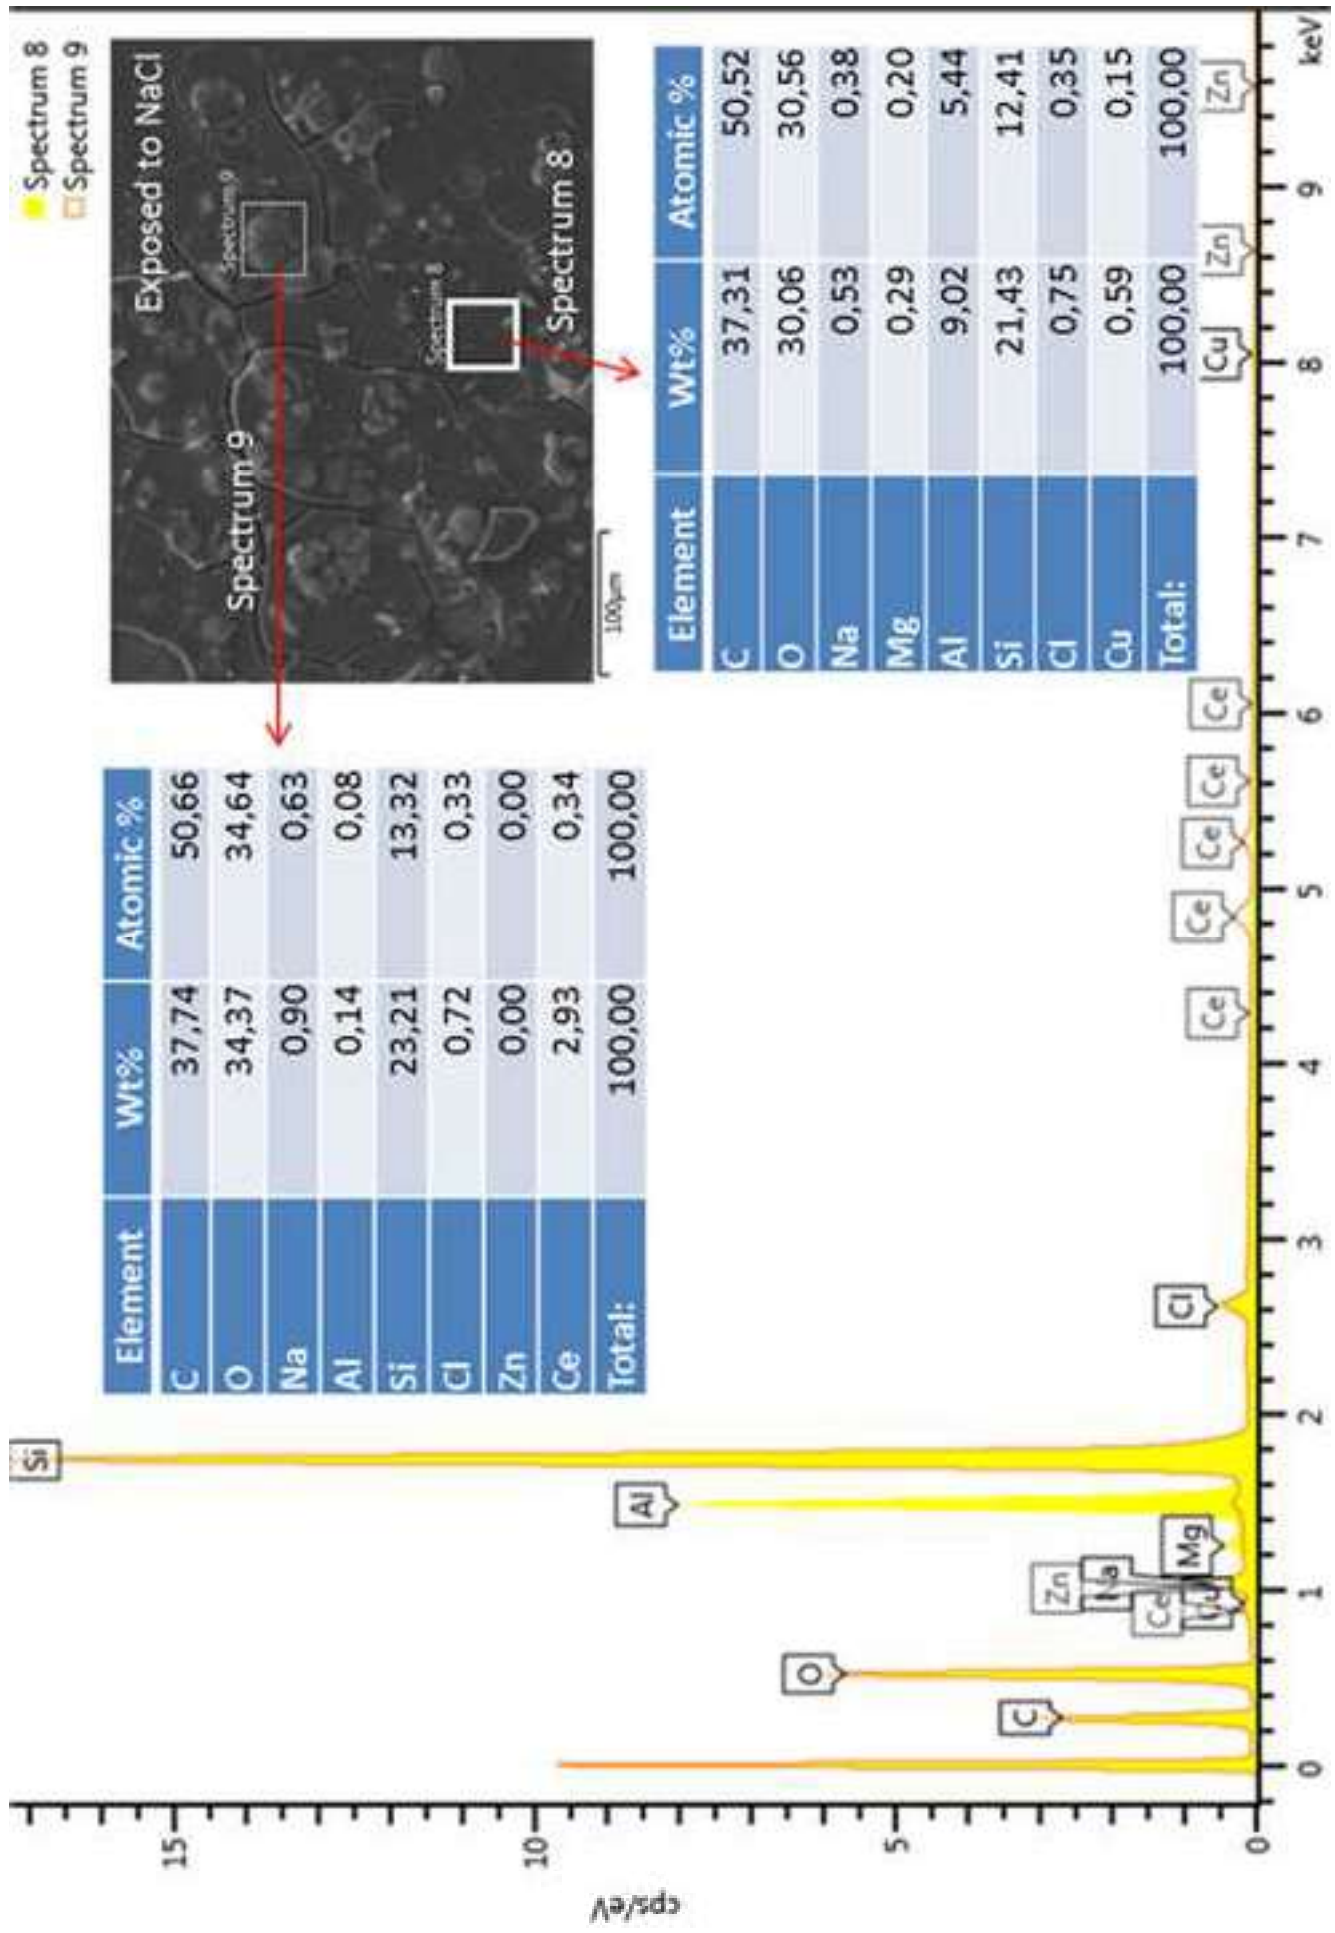 Spectrum 8
Spectrum 9
Exposed to NaCl
Spectrum 9
Spectrum 9
Spectrum 8
Spectrum 8
100µm
Element Wt% Atomic %
C 37,74 50,66
O 34,37 34,64
Na 0,90 0,63
Al 0,14 0,08
Si 23,21 13,32
Cl 0,72 0,33
Zn 0,00 0,00
Ce 2,93 0,34
Total: 100,00 100,00
Element Wt% Atomic %
C 37,31 50,52
O 30,06 30,56
Na 0,53 0,38
Mg 0,29 0,20
Al 9,02 5,44
Si 21,43 12,41
Cl 0,75 0,35
Cu 0,59 0,15
Total: 100,00 100,00
cps/eV
15
10
5
0
C
O
Zn
Na
Ce
Cu
Mg
Al
Si
Cl
Ce
Ce
Ce
Ce
Ce
Cu
Zn
Zn
0 1 2 3 4 5 6 7 8 9 keV